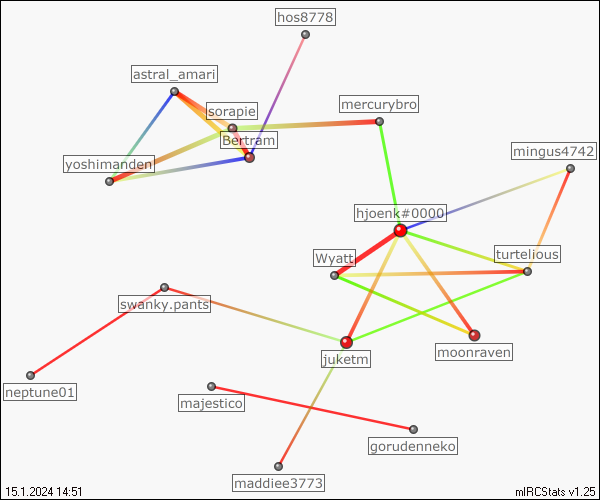 hos8778
astral_amari
mercurybro
sorapie
Bertram
mingus4742
yoshimanden
hjoenk#0000
Wyatt
turtelious
swanky.pants
juketm
moonraven
neptune01
majestico
gorudenneko
maddiee3773
15.1.2024 14:51
mIRCStats v1.25